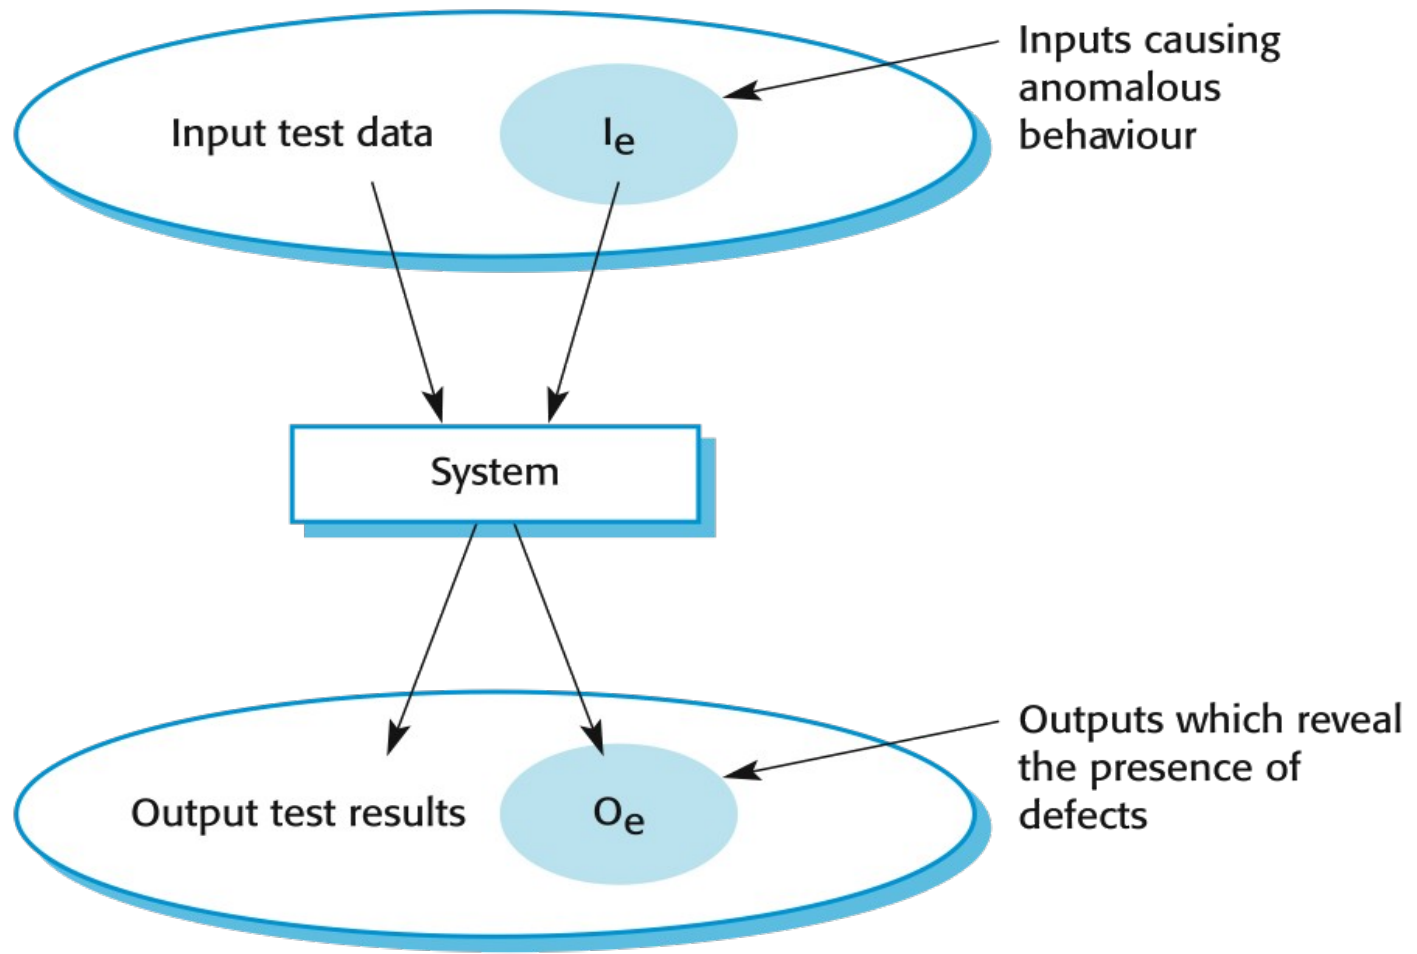 Inputs causing
anomalous
behaviour
Input test data
Ie
System
Outputs which reveal
the presence of
defects
Output test results
Oe